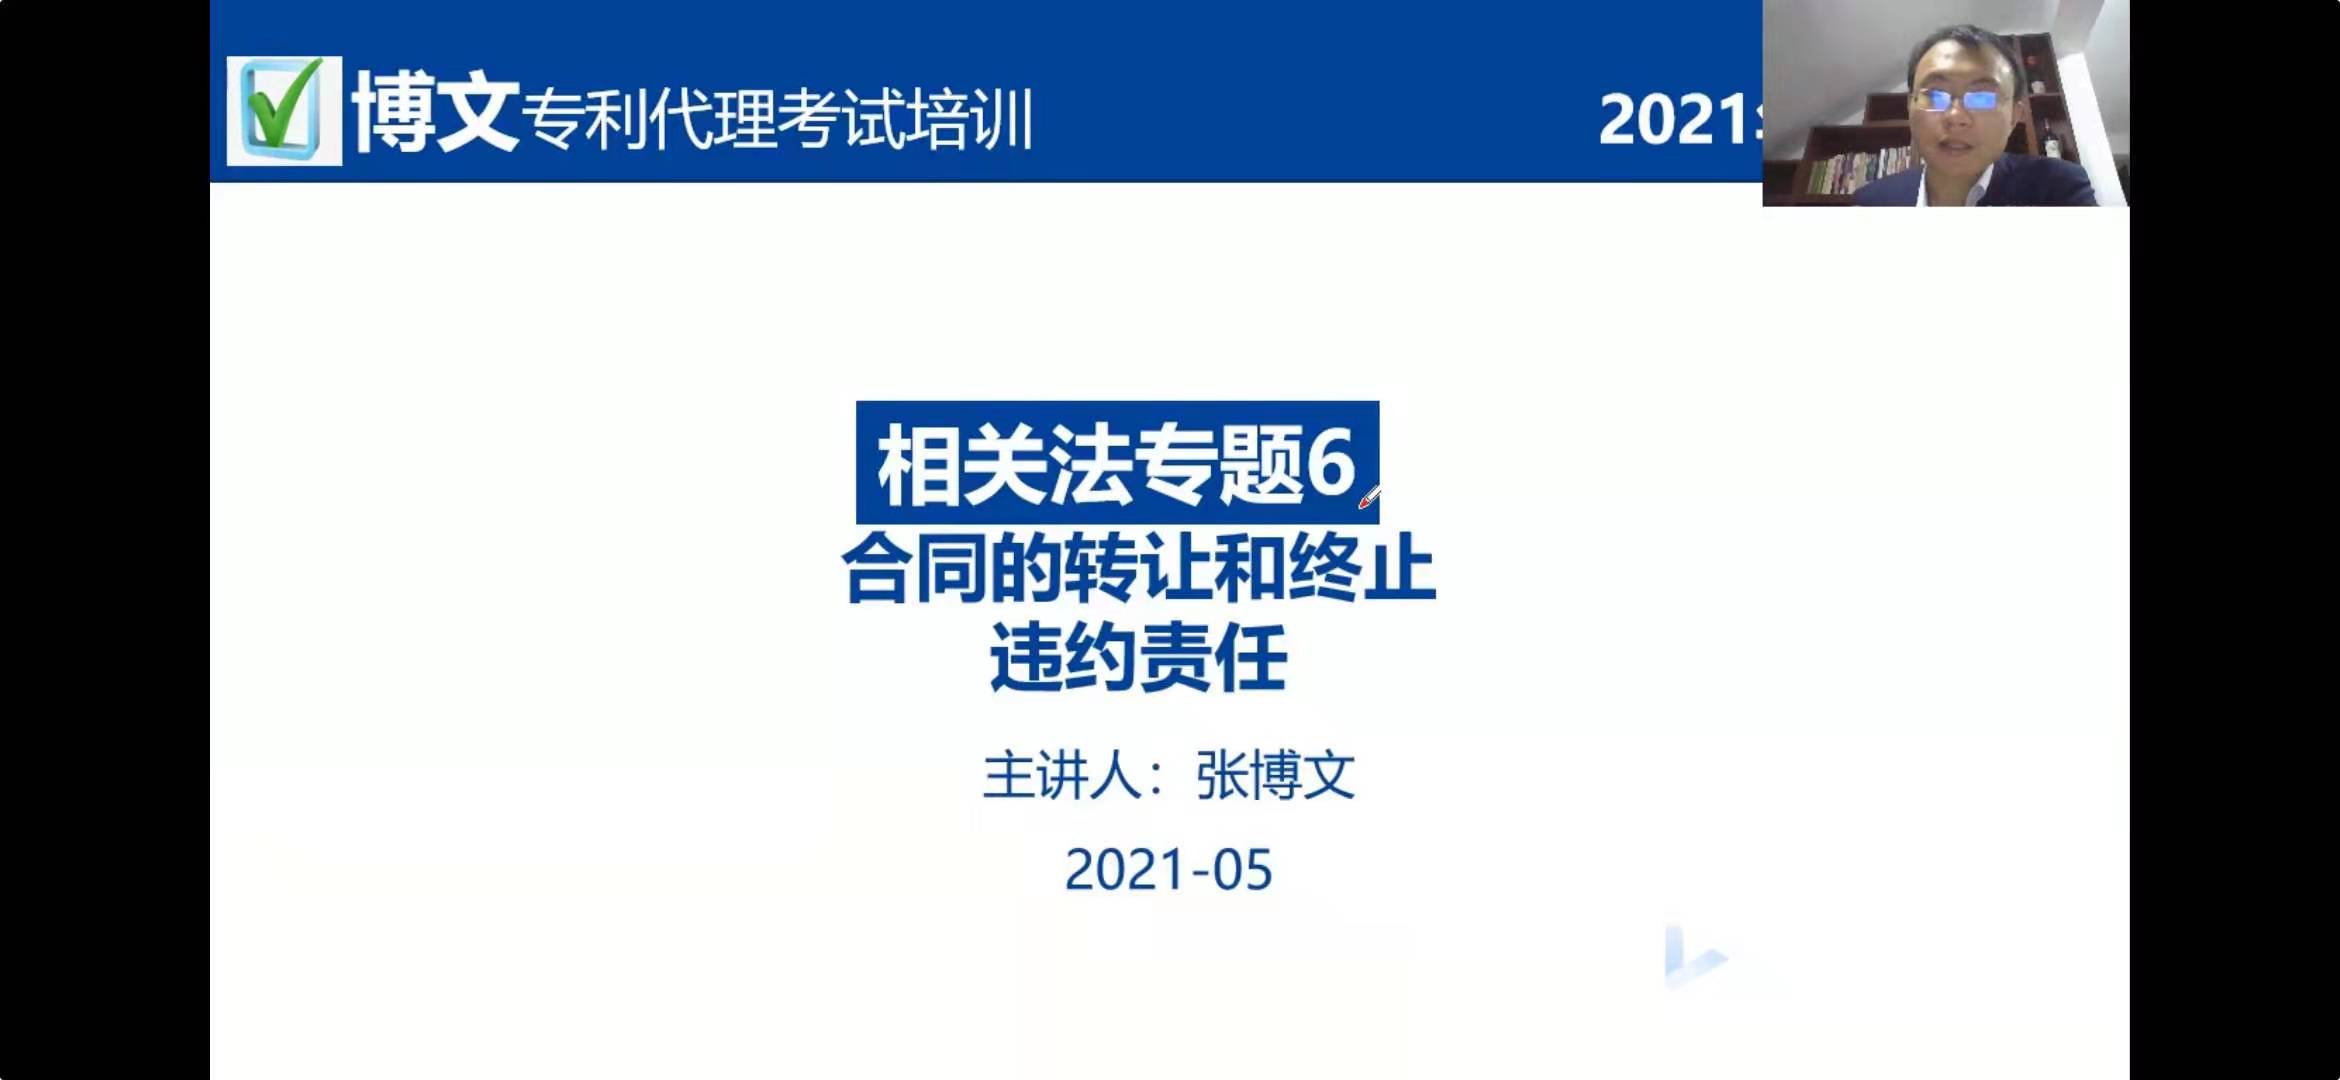 博文专利代理考试培训
2021
相关法专题6
合同的转让和终止
违约责任
主讲人：张博文
2021-05